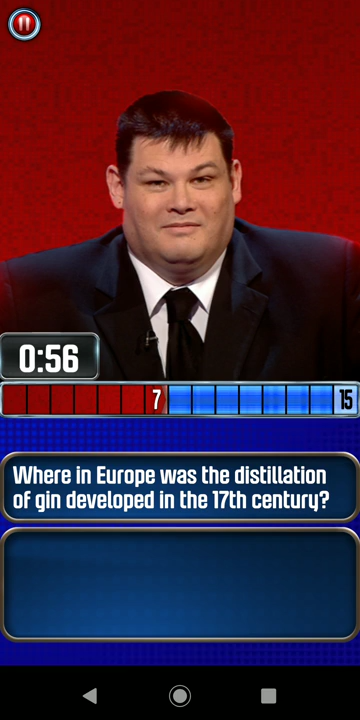 0:56
7
15
Where in Europe was the distillation
of gin developed in the 17th century?